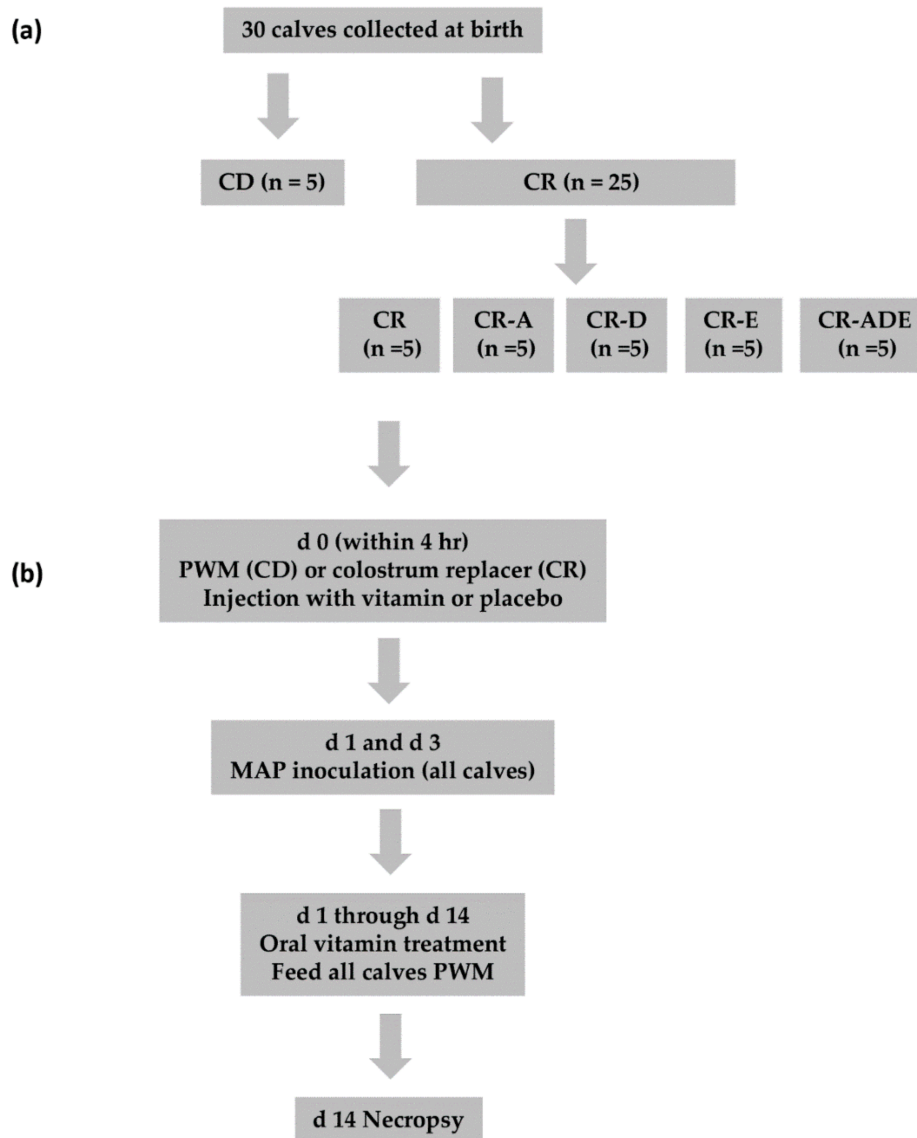 (a)
30 calves collected at birth
CD (n = 5)
CR (n = 25)
CR
(n =5)
CR-A
(n =5)
CR-D
(n =5)
CR-E
(n =5)
CR-ADE
(n =5)
(b)
d 0 (within 4 hr)
PWM (CD) or colostrum replacer (CR)
Injection with vitamin or placebo
d 1 and d 3
MAP inoculation (all calves)
d 1 through d 14
Oral vitamin treatment
Feed all calves PWM
d 14 Necropsy